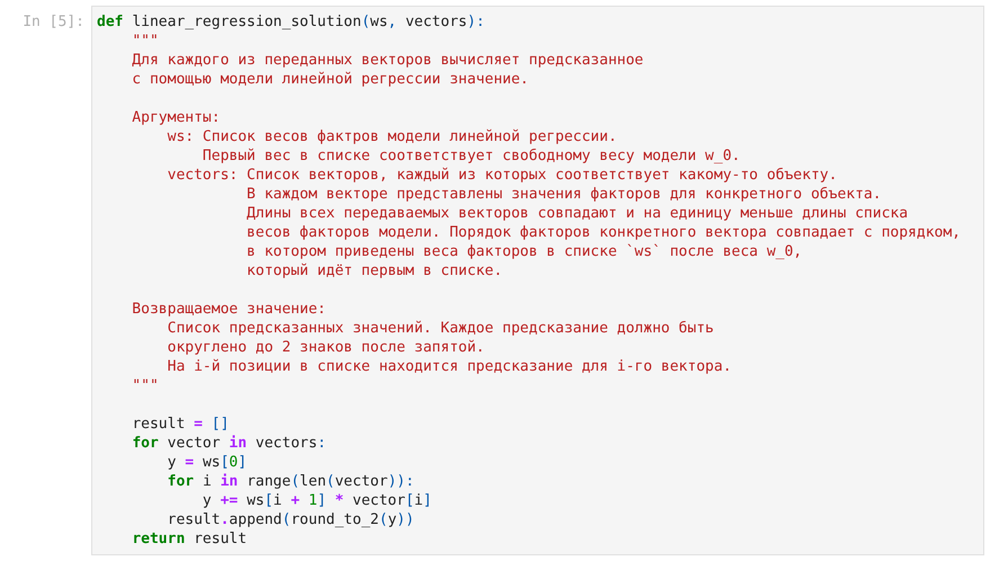 In [5]: def linear_regression_solution(ws, vectors):
    """
    Для каждого из переданных векторов вычисляет предсказанное
    с помощью модели линейной регрессии значение.

    Аргументы:
        ws: Список весов фактров модели линейной регрессии.
            Первый вес в списке соответствует свободному весу модели w_0.
        vectors: Список векторов, каждый из которых соответствует какому-то объекту.
                 В каждом векторе представлены значения факторов для конкретного объекта.
                 Длины всех передаваемых векторов совпадают и на единицу меньше длины списка
                 весов факторов модели. Порядок факторов конкретного вектора совпадает с порядком,
                 в котором приведены веса факторов в списке `ws` после веса w_0,
                 который идёт первым в списке.

    Возвращаемое значение:
        Список предсказанных значений. Каждое предсказание должно быть
        округлено до 2 знаков после запятой.
        На i-й позиции в списке находится предсказание для i-го вектора.
    """

    result = []
    for vector in vectors:
        y = ws[0]
        for i in range(len(vector)):
            y += ws[i + 1] * vector[i]
        result.append(round_to_2(y))
    return result